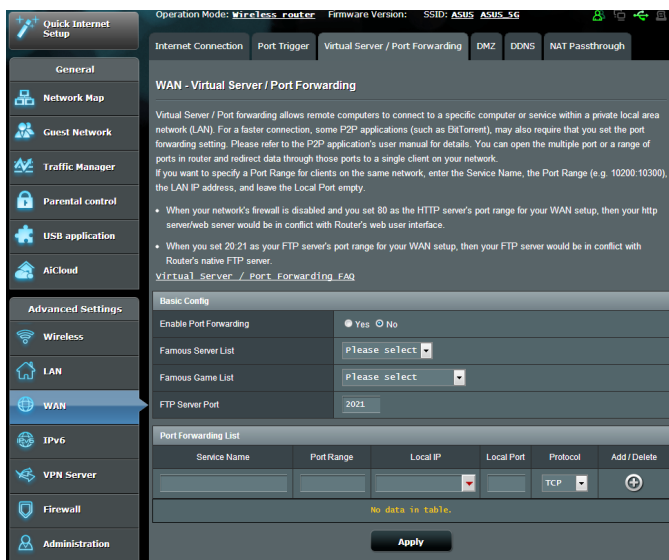 Quick Internet
Setup
Operation Mode: Wireless router Firmware Version: SSID: ASUS ASUS_5G
Internet Connection
Port Trigger
Virtual Server / Port Forwarding
DMZ
DDNS
NAT Passthrough
General
Network Map
Guest Network
Traffic Manager
Parental control
USB application
AiCloud
Advanced Settings
Wireless
LAN
WAN
IPv6
VPN Server
Firewall
Administration
WAN - Virtual Server / Port Forwarding
Virtual Server / Port forwarding allows remote computers to connect to a specific computer or service within a private local area
network (LAN). For a faster connection, some P2P applications (such as BitTorrent), may also require that you set the port
forwarding setting. Please refer to the P2P application's user manual for details. You can open the multiple port or a range of
ports in router and redirect data through those ports to a single client on your network.
If you want to specify a Port Range for clients on the same network, enter the Service Name, the Port Range (e.g. 10200:10300),
the LAN IP address, and leave the Local Port empty.
• When your network's firewall is disabled and you set 80 as the HTTP server's port range for your WAN setup, then your http
server/web server would be in conflict with Router's web user interface.
• When you set 20:21 as your FTP server's port range for your WAN setup, then your FTP server would be in conflict with
Router's native FTP server.
Virtual Server / Port Forwarding FAQ
Basic Config
Enable Port Forwarding Yes No
Famous Server List Please select
Famous Game List Please select
FTP Server Port 2021
Port Forwarding List
Service Name Port Range Local IP Local Port Protocol Add / Delete
TCP
No data in table.
Apply